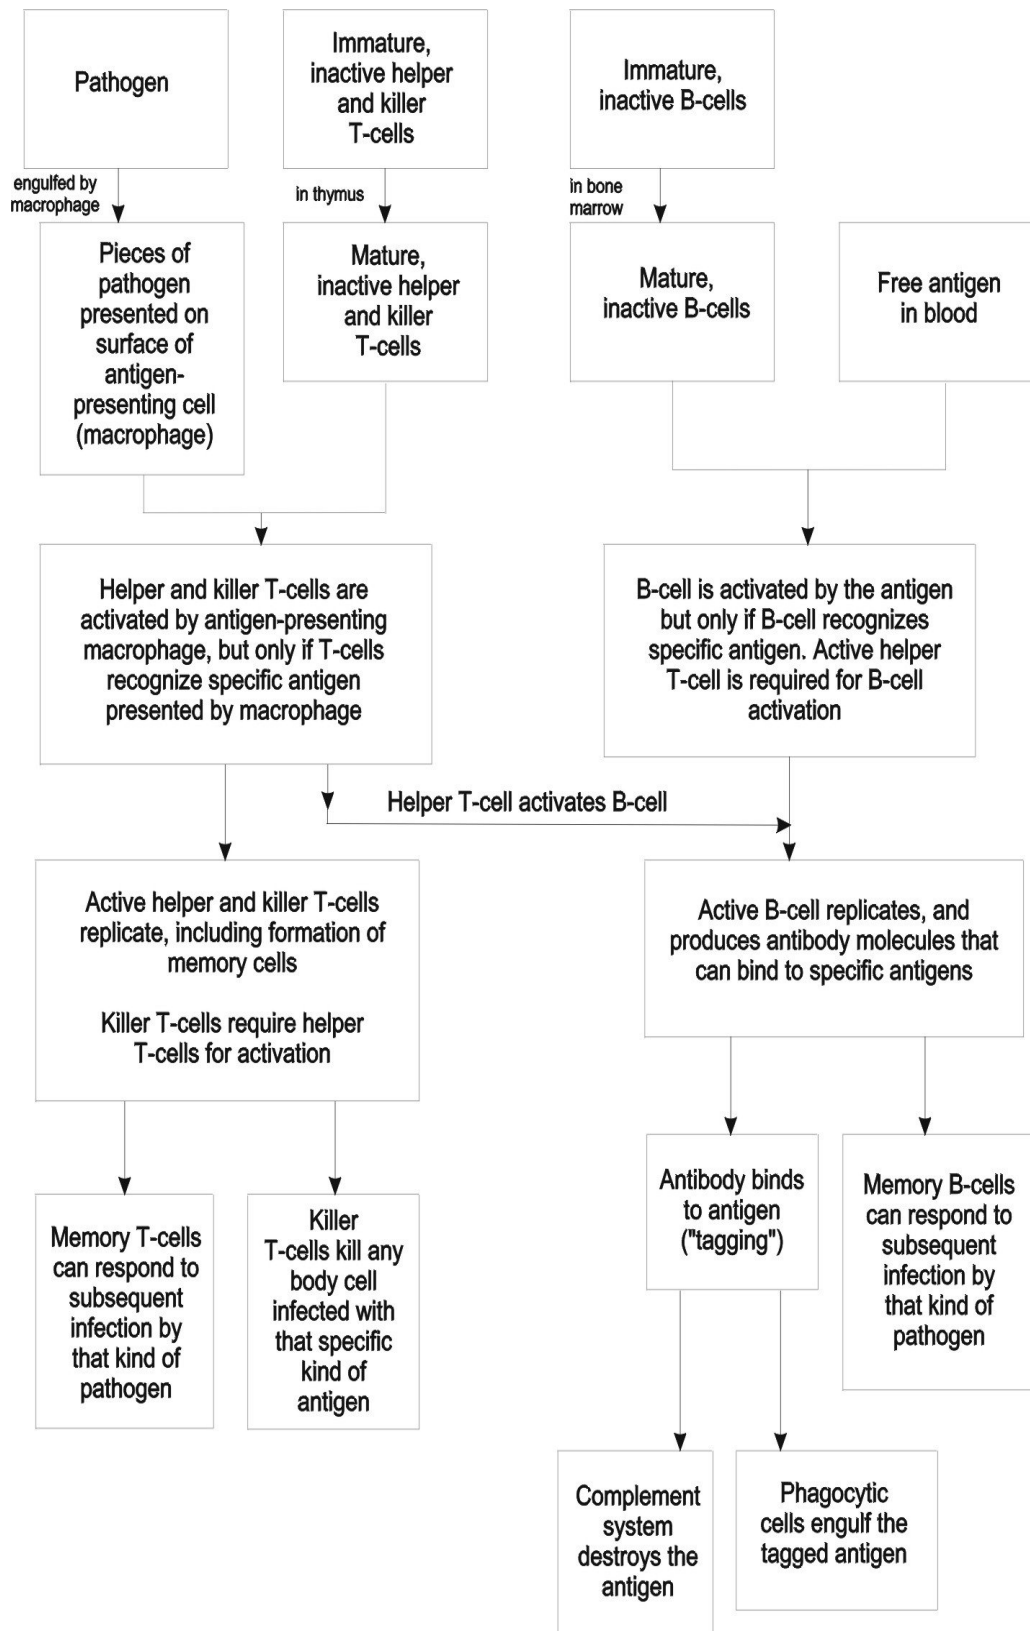 Pathogen
Immature,
inactive helper
and killer
T-cells
Immature,
inactive B-cells
engulfed by
macrophage
in thymus
in bone
marrow
Pieces of
pathogen
presented on
surface of
antigen-
presenting cell
(macrophage)
Mature,
inactive helper
and killer
T-cells
Mature,
inactive B-cells
Free antigen
in blood
Helper and killer T-cells are
activated by antigen-presenting
macrophage, but only if T-cells
recognize specific antigen
presented by macrophage
B-cell is activated by the antigen
but only if B-cell recognizes
specific antigen. Active helper
T-cell is required for B-cell
activation
Helper T-cell activates B-cell
Active helper and killer T-cells
replicate, including formation of
memory cells
Killer T-cells require helper
T-cells for activation
Active B-cell replicates, and
produces antibody molecules that
can bind to specific antigens
Memory T-cells
can respond to
subsequent
infection by
that kind of
pathogen
Killer
T-cells kill any
body cell
infected with
that specific
kind of
antigen
Antibody binds
to antigen
("tagging")
Memory B-cells
can respond to
subsequent
infection by
that kind of
pathogen
Complement
system
destroys the
antigen
Phagocytic
cells engulf the
tagged antigen